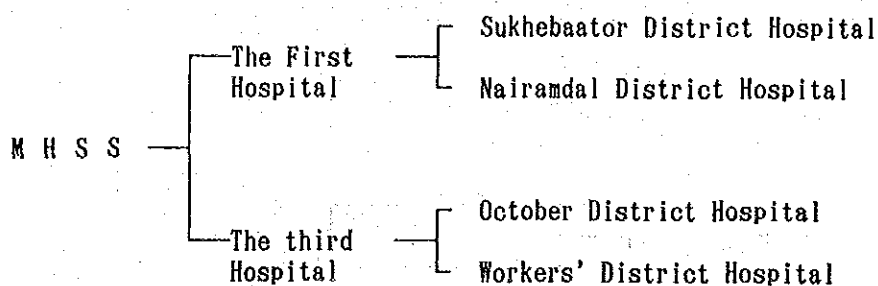 Sukhebaator District Hospital
The First
Hospital
Nairamdal District Hospital
M H S S
October District Hospital
The third
Hospital
Workers' District Hospital